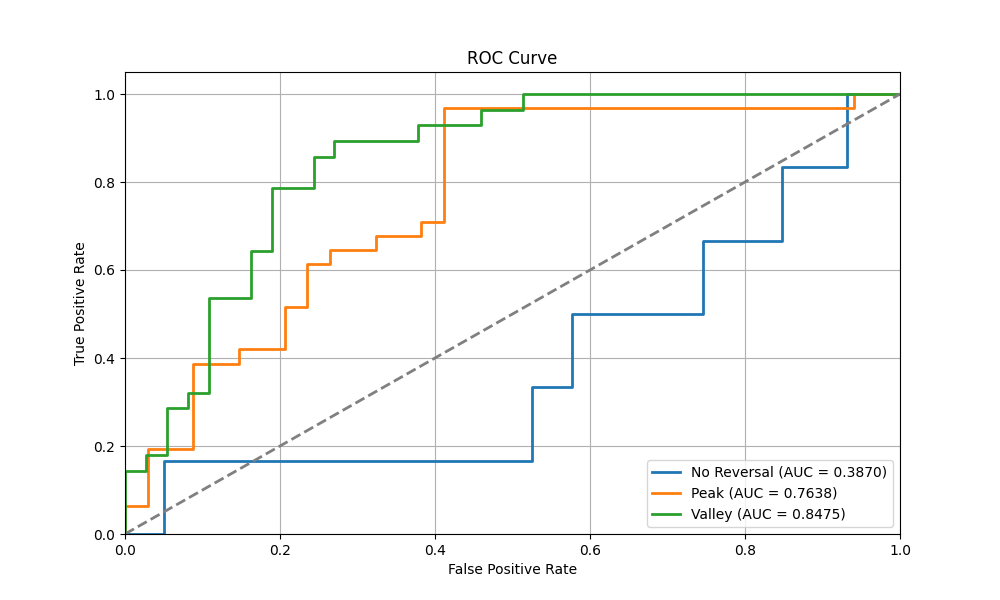 ROC Curve
True Positive Rate
1.0
0.8
0.6
0.4
0.2
0.0
No Reversal (AUC = 0.3870)
Peak (AUC = 0.7638)
Valley (AUC = 0.8475)
0.0 0.2 0.4 0.6 0.8 1.0
False Positive Rate